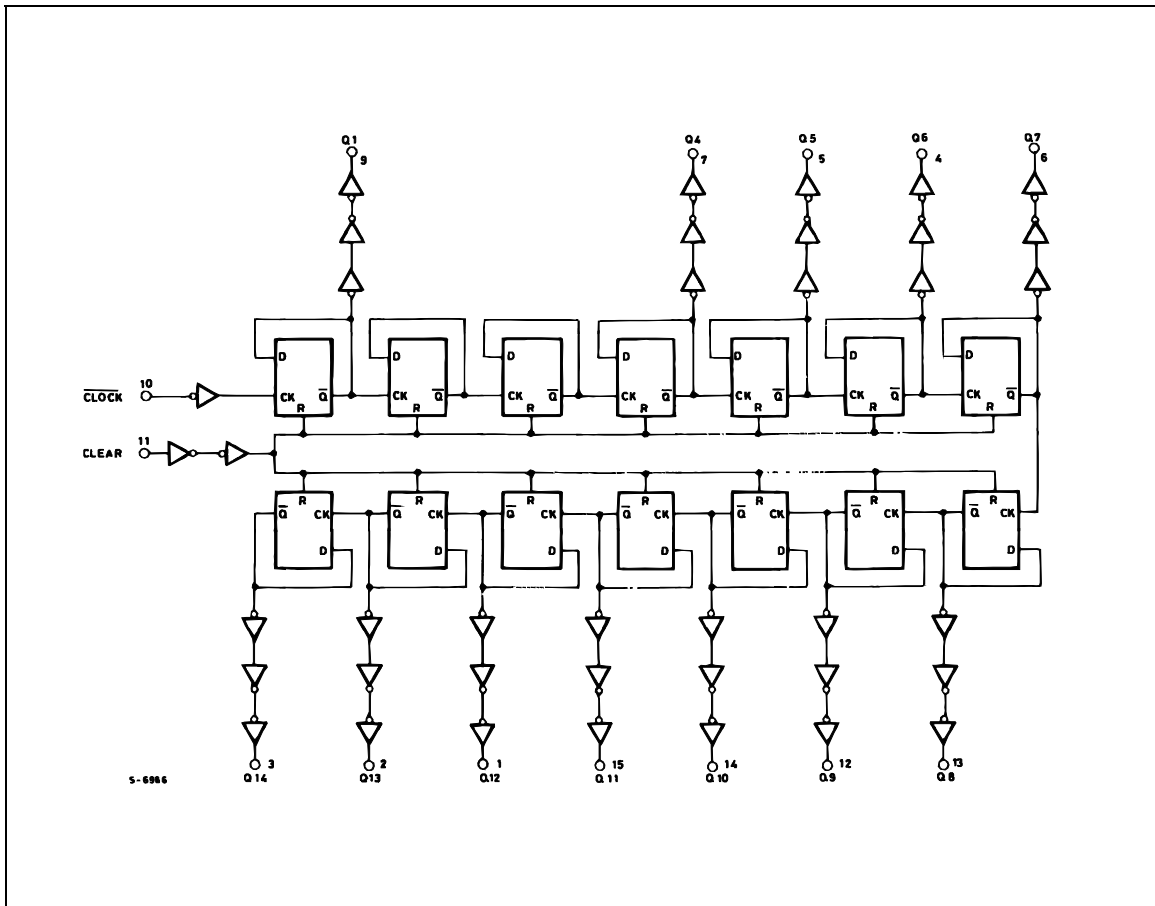 Q1 Q4 Q5 Q6 Q7
9 7 5 4 6
D D D D D D D
10
CLOCK CK Q̅ CK Q̅ CK Q̅ CK Q̅ CK Q̅ CK Q̅ CK Q̅
R R R R R R R
11
CLEAR
R R R R R R R
Q̅ CK Q̅ CK Q̅ CK Q̅ CK Q̅ CK Q̅ CK Q̅ CK
D D D D D D D
3 2 1 15 14 12 13
S-6986 Q14 Q13 Q12 Q11 Q10 Q9 Q8